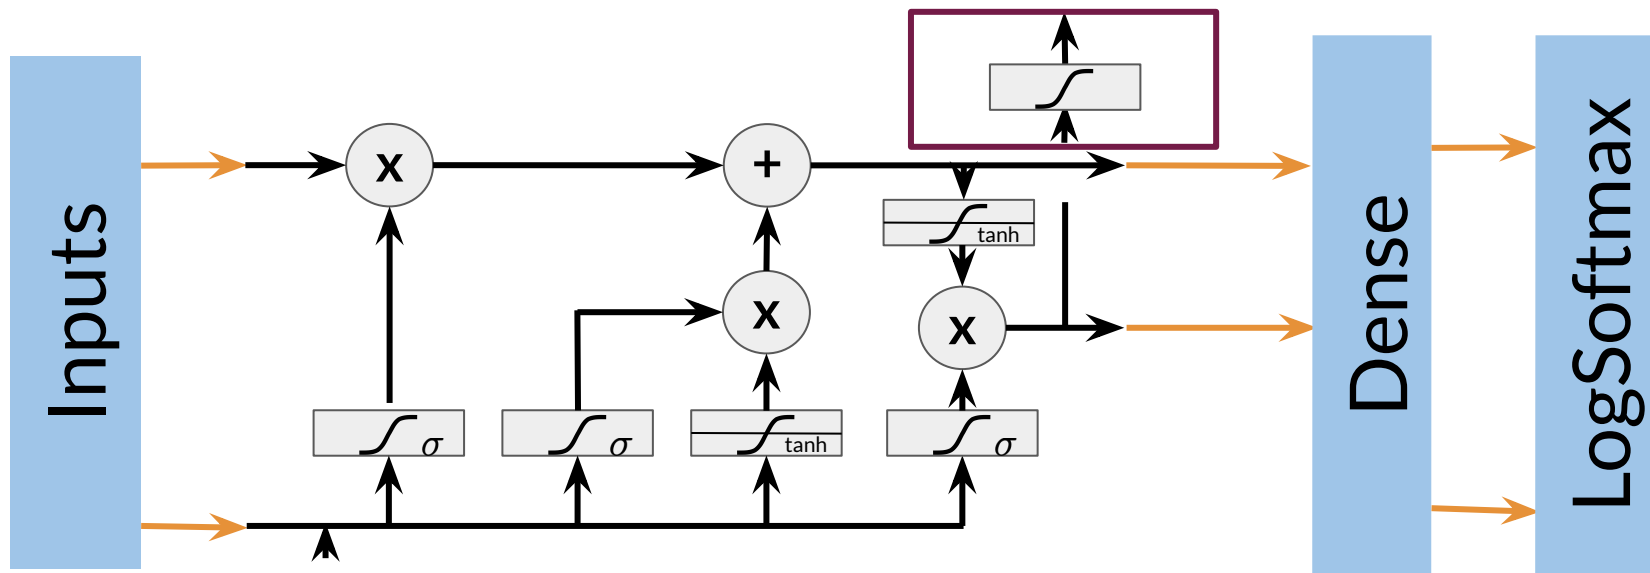 Inputs
x
+
x
tanh
x
σ
σ
tanh
σ
Dense
LogSoftmax